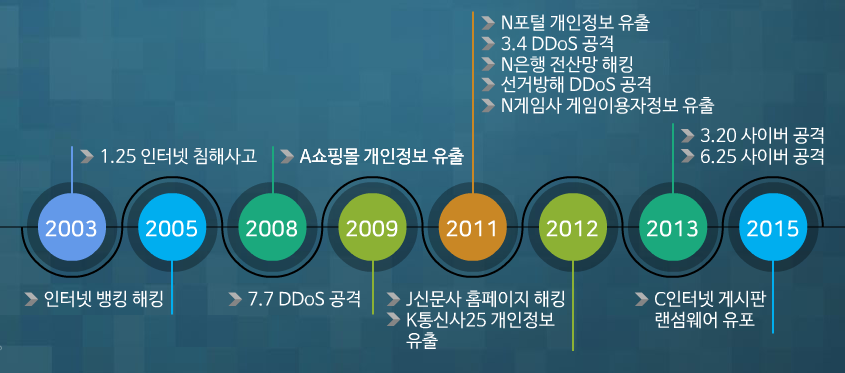 N포털 개인정보 유출
3.4 DDoS 공격
N은행 전산망 해킹
선거방해 DDoS 공격
N게임사 게임이용자정보 유출
3.20 사이버 공격
6.25 사이버 공격
1.25 인터넷 침해사고
A쇼핑몰 개인정보 유출
2003
2005
2008
2009
2011
2012
2013
2015
인터넷 뱅킹 해킹
7.7 DDoS 공격
J신문사 홈페이지 해킹
K통신사25 개인정보
유출
C인터넷 게시판
랜섬웨어 유포